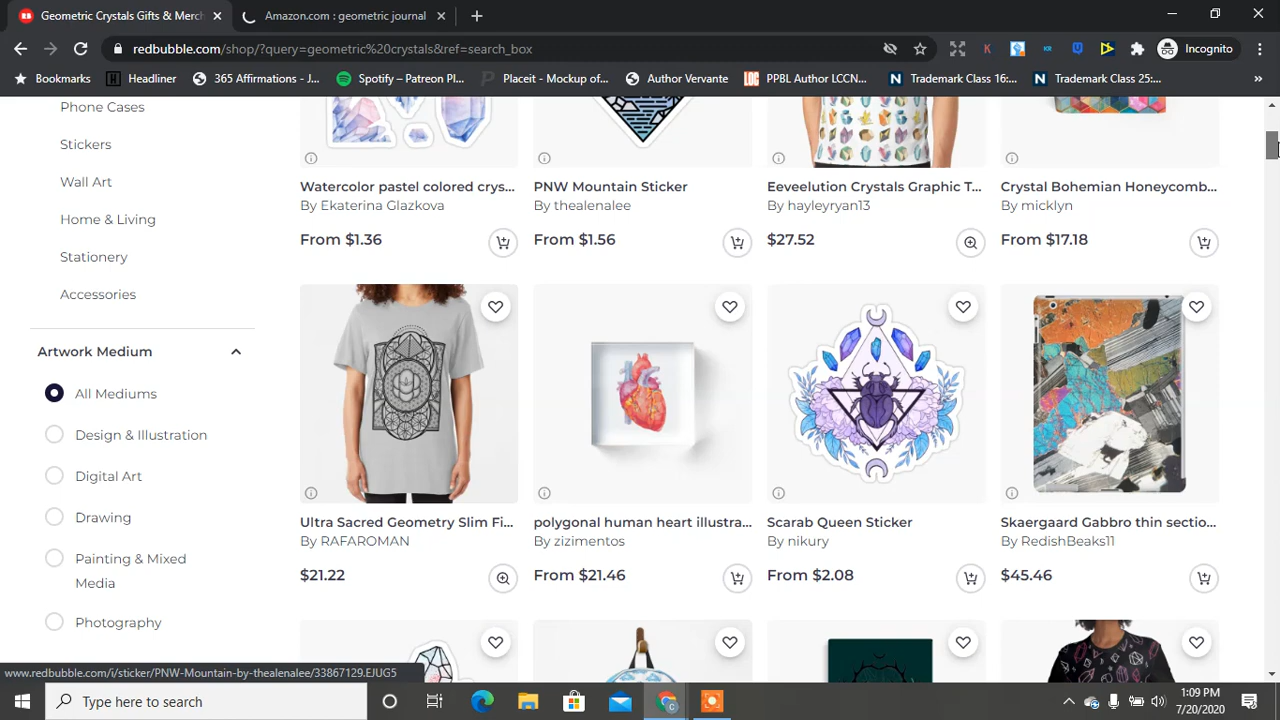 Geometric Crystals Gifts & Merch
Amazon.com : geometric journal
redbubble.com/shop/?query=geometric%20crystals&ref=search_box
Incognito
Bookmarks
Headliner
365 Affirmations - J...
Spotify – Patreon Pl...
Placeit - Mockup of...
Author Vervante
PPBL Author LCCN...
Trademark Class 16:...
Trademark Class 25:...
»
Phone Cases
Stickers
Wall Art
Home & Living
Stationery
Accessories
Artwork Medium
All Mediums
Design & Illustration
Digital Art
Drawing
Painting & Mixed
Media
Photography
Watercolor pastel colored crys...
By Ekaterina Glazkova
From $1.36
PNW Mountain Sticker
By thealenalee
From $1.56
Eeveelution Crystals Graphic T...
By hayleyryan13
$27.52
Crystal Bohemian Honeycomb...
By micklyn
From $17.18
Ultra Sacred Geometry Slim Fi...
By RAFAROMAN
$21.22
polygonal human heart illustra...
By zizimentos
From $21.46
Scarab Queen Sticker
By nikury
From $2.08
Skaergaard Gabbro thin sectio...
By RedishBeaks11
$45.46
www.redbubble.com/i/sticker/PNW-Mountain-by-thealenalee/33867129.EJUG5
Type here to search
1:09 PM
7/20/2020